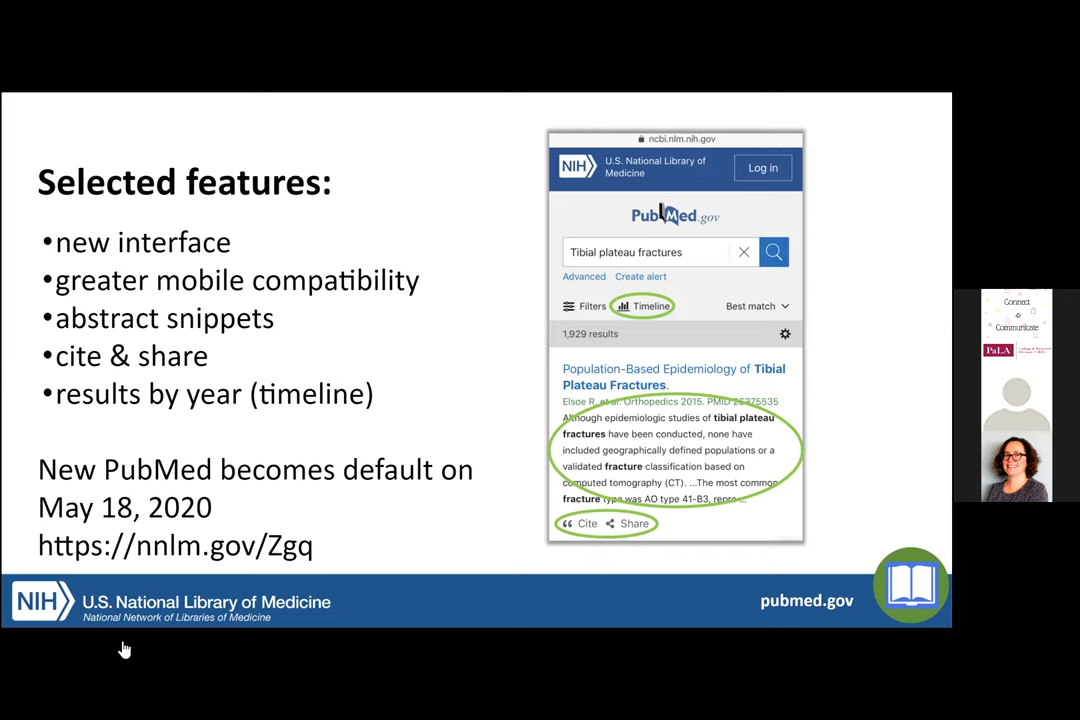 Selected features:
•new interface
•greater mobile compatibility
•abstract snippets
•cite & share
•results by year (timeline)
New PubMed becomes default on
May 18, 2020
https://nnlm.gov/Zgq
ncbi.nlm.nih.gov
NIH U.S. National Library of
Medicine
Log in
PubMed.gov
Tibial plateau fractures
Advanced Create alert
Filters Timeline Best match
1,929 results
Population-Based Epidemiology of Tibial
Plateau Fractures.
Elsoe R, et al. Orthopedics 2015. PMID 26375535
Although epidemiologic studies of tibial plateau
fractures have been conducted, none have
included geographically defined populations or a
validated fracture classification based on
computed tomography (CT). ...The most common
fracture type was AO type 41-B3, repre...
Cite Share
NIH U.S. National Library of Medicine
National Network of Libraries of Medicine
pubmed.gov
Connect
Communicate
PaLA